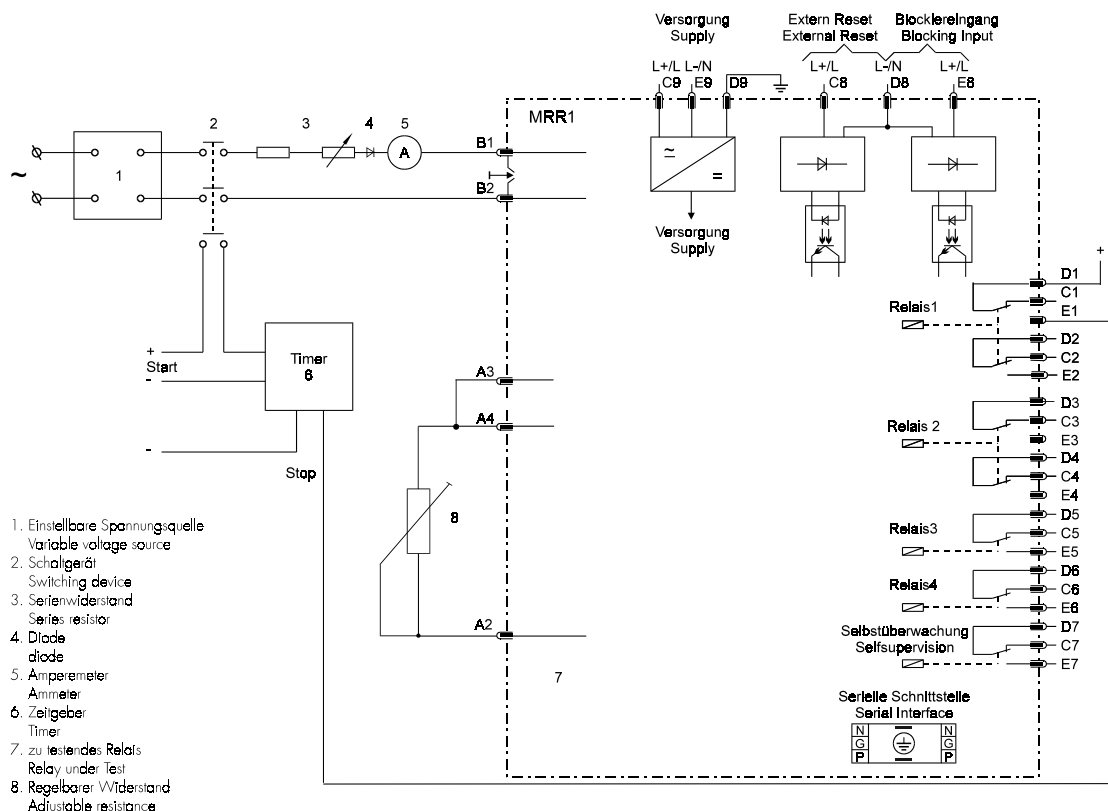 Versorgung
Supply
Extern Reset
External Reset
Blockiereingang
Blocking Input
L+/L L-/N
C9 E9 D9
L+/L L-/N L+/L
C8 D8 E8
MRR1
~
1
2
3
4
5
A
B1
B2
≂
=
Versorgung
Supply
+
D1
C1
E1
Relais1
D2
C2
E2
D3
C3
E3
Relais 2
D4
C4
E4
D5
C5
E5
Relais3
D6
C6
E6
Relais4
D7
C7
E7
Selbstüberwachung
Selfsupervision
+
Start
-
-
Timer
6
Stop
A3
A4
8
A2
7
Serielle Schnittstelle
Serial Interface
N
G
P
N
G
P
1. Einstellbare Spannungsquelle
Variable voltage source
2. Schaltgerät
Switching device
3. Serienwiderstand
Series resistor
4. Diode
diode
5. Amperemeter
Ammeter
6. Zeitgeber
Timer
7. zu testendes Relais
Relay under Test
8. Regelbarer Widerstand
Adjustable resistance